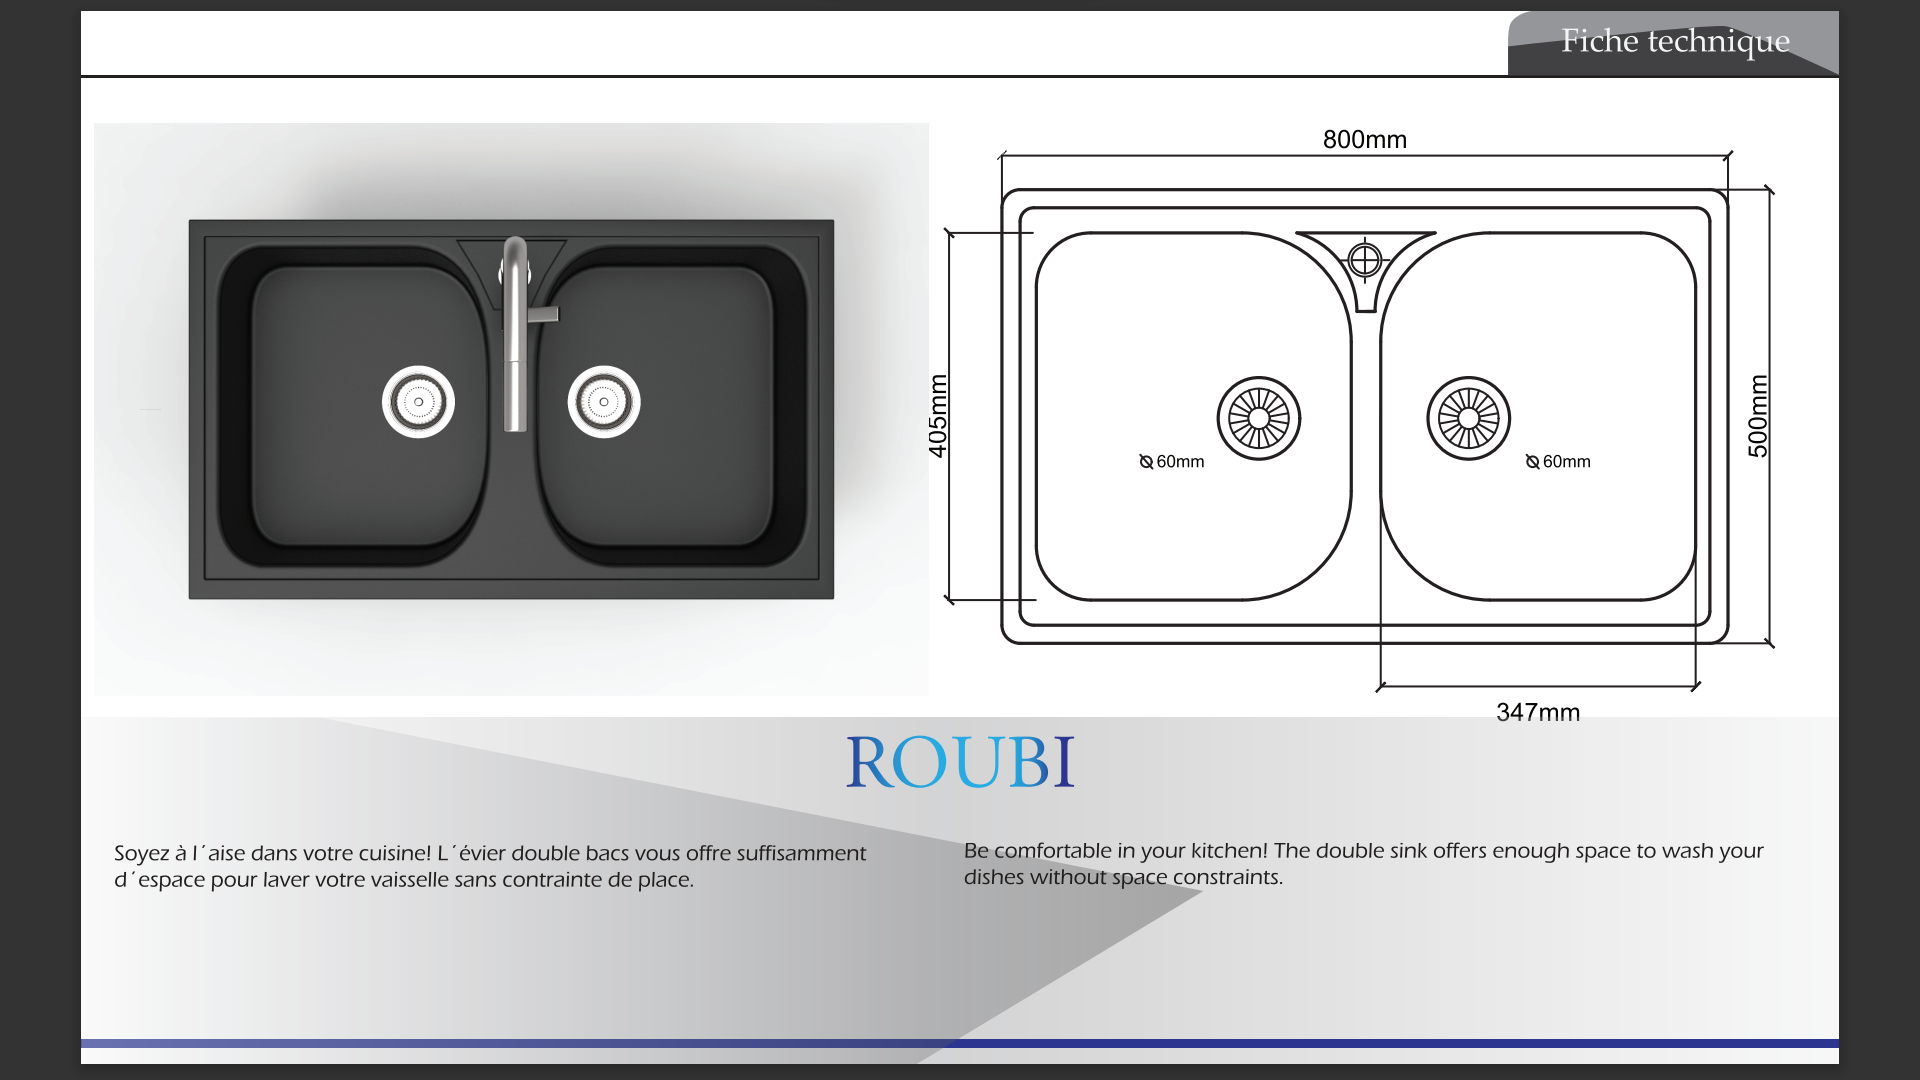 Fiche technique
800mm
405mm
500mm
Ø 60mm
Ø 60mm
347mm
ROUBI
Soyez à l´aise dans votre cuisine! L´évier double bacs vous offre suffisamment
d´espace pour laver votre vaisselle sans contrainte de place.
Be comfortable in your kitchen! The double sink offers enough space to wash your
dishes without space constraints.